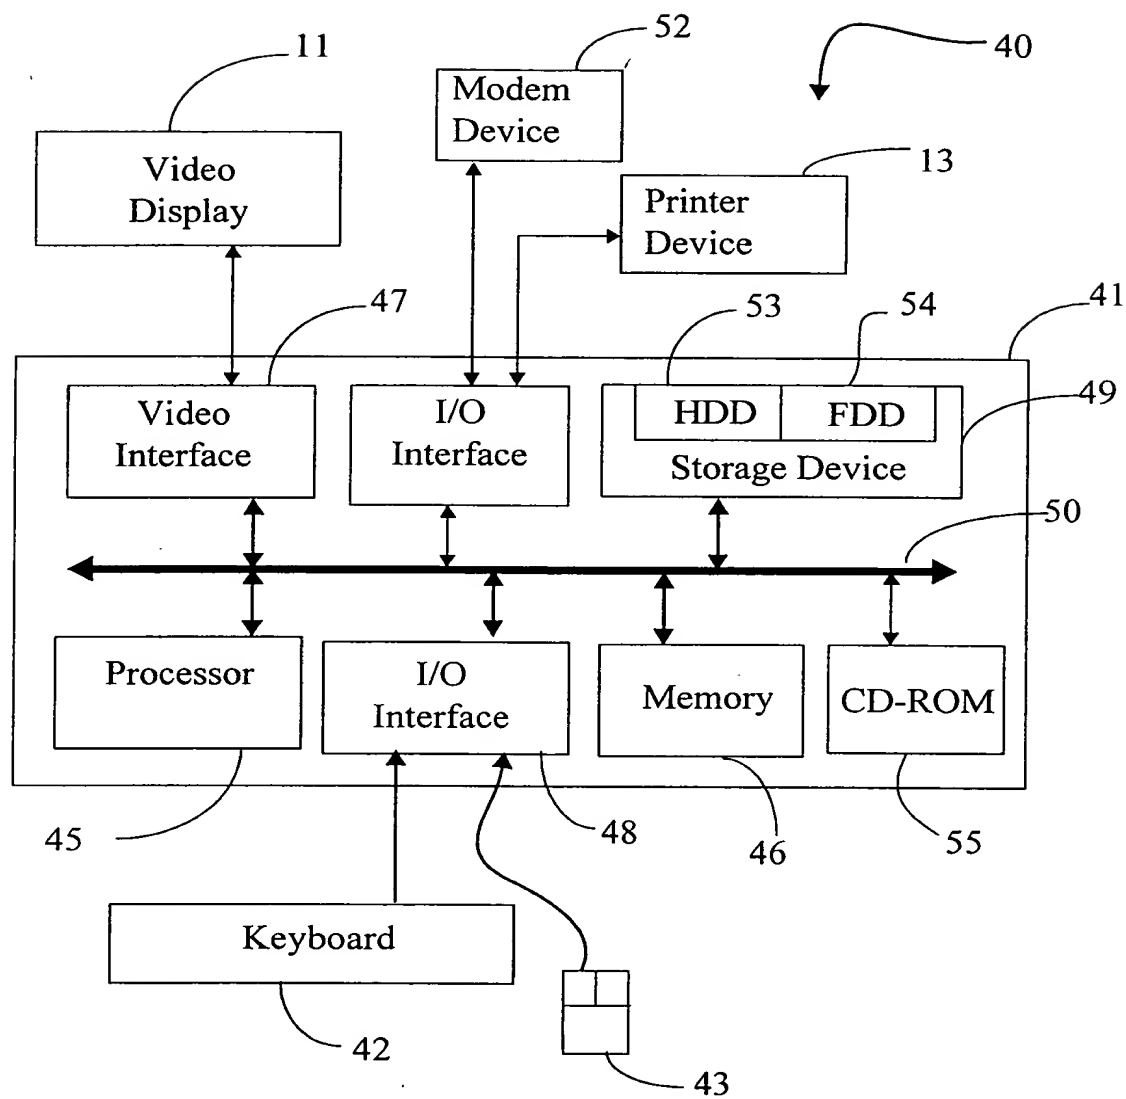 11
52
40
Modem
Device
Video
Display
13
Printer
Device
47
53
54
41
Video
Interface
I/O
Interface
HDD
FDD
Storage Device
49
50
Processor
I/O
Interface
Memory
CD-ROM
45
48
46
55
Keyboard
42
43